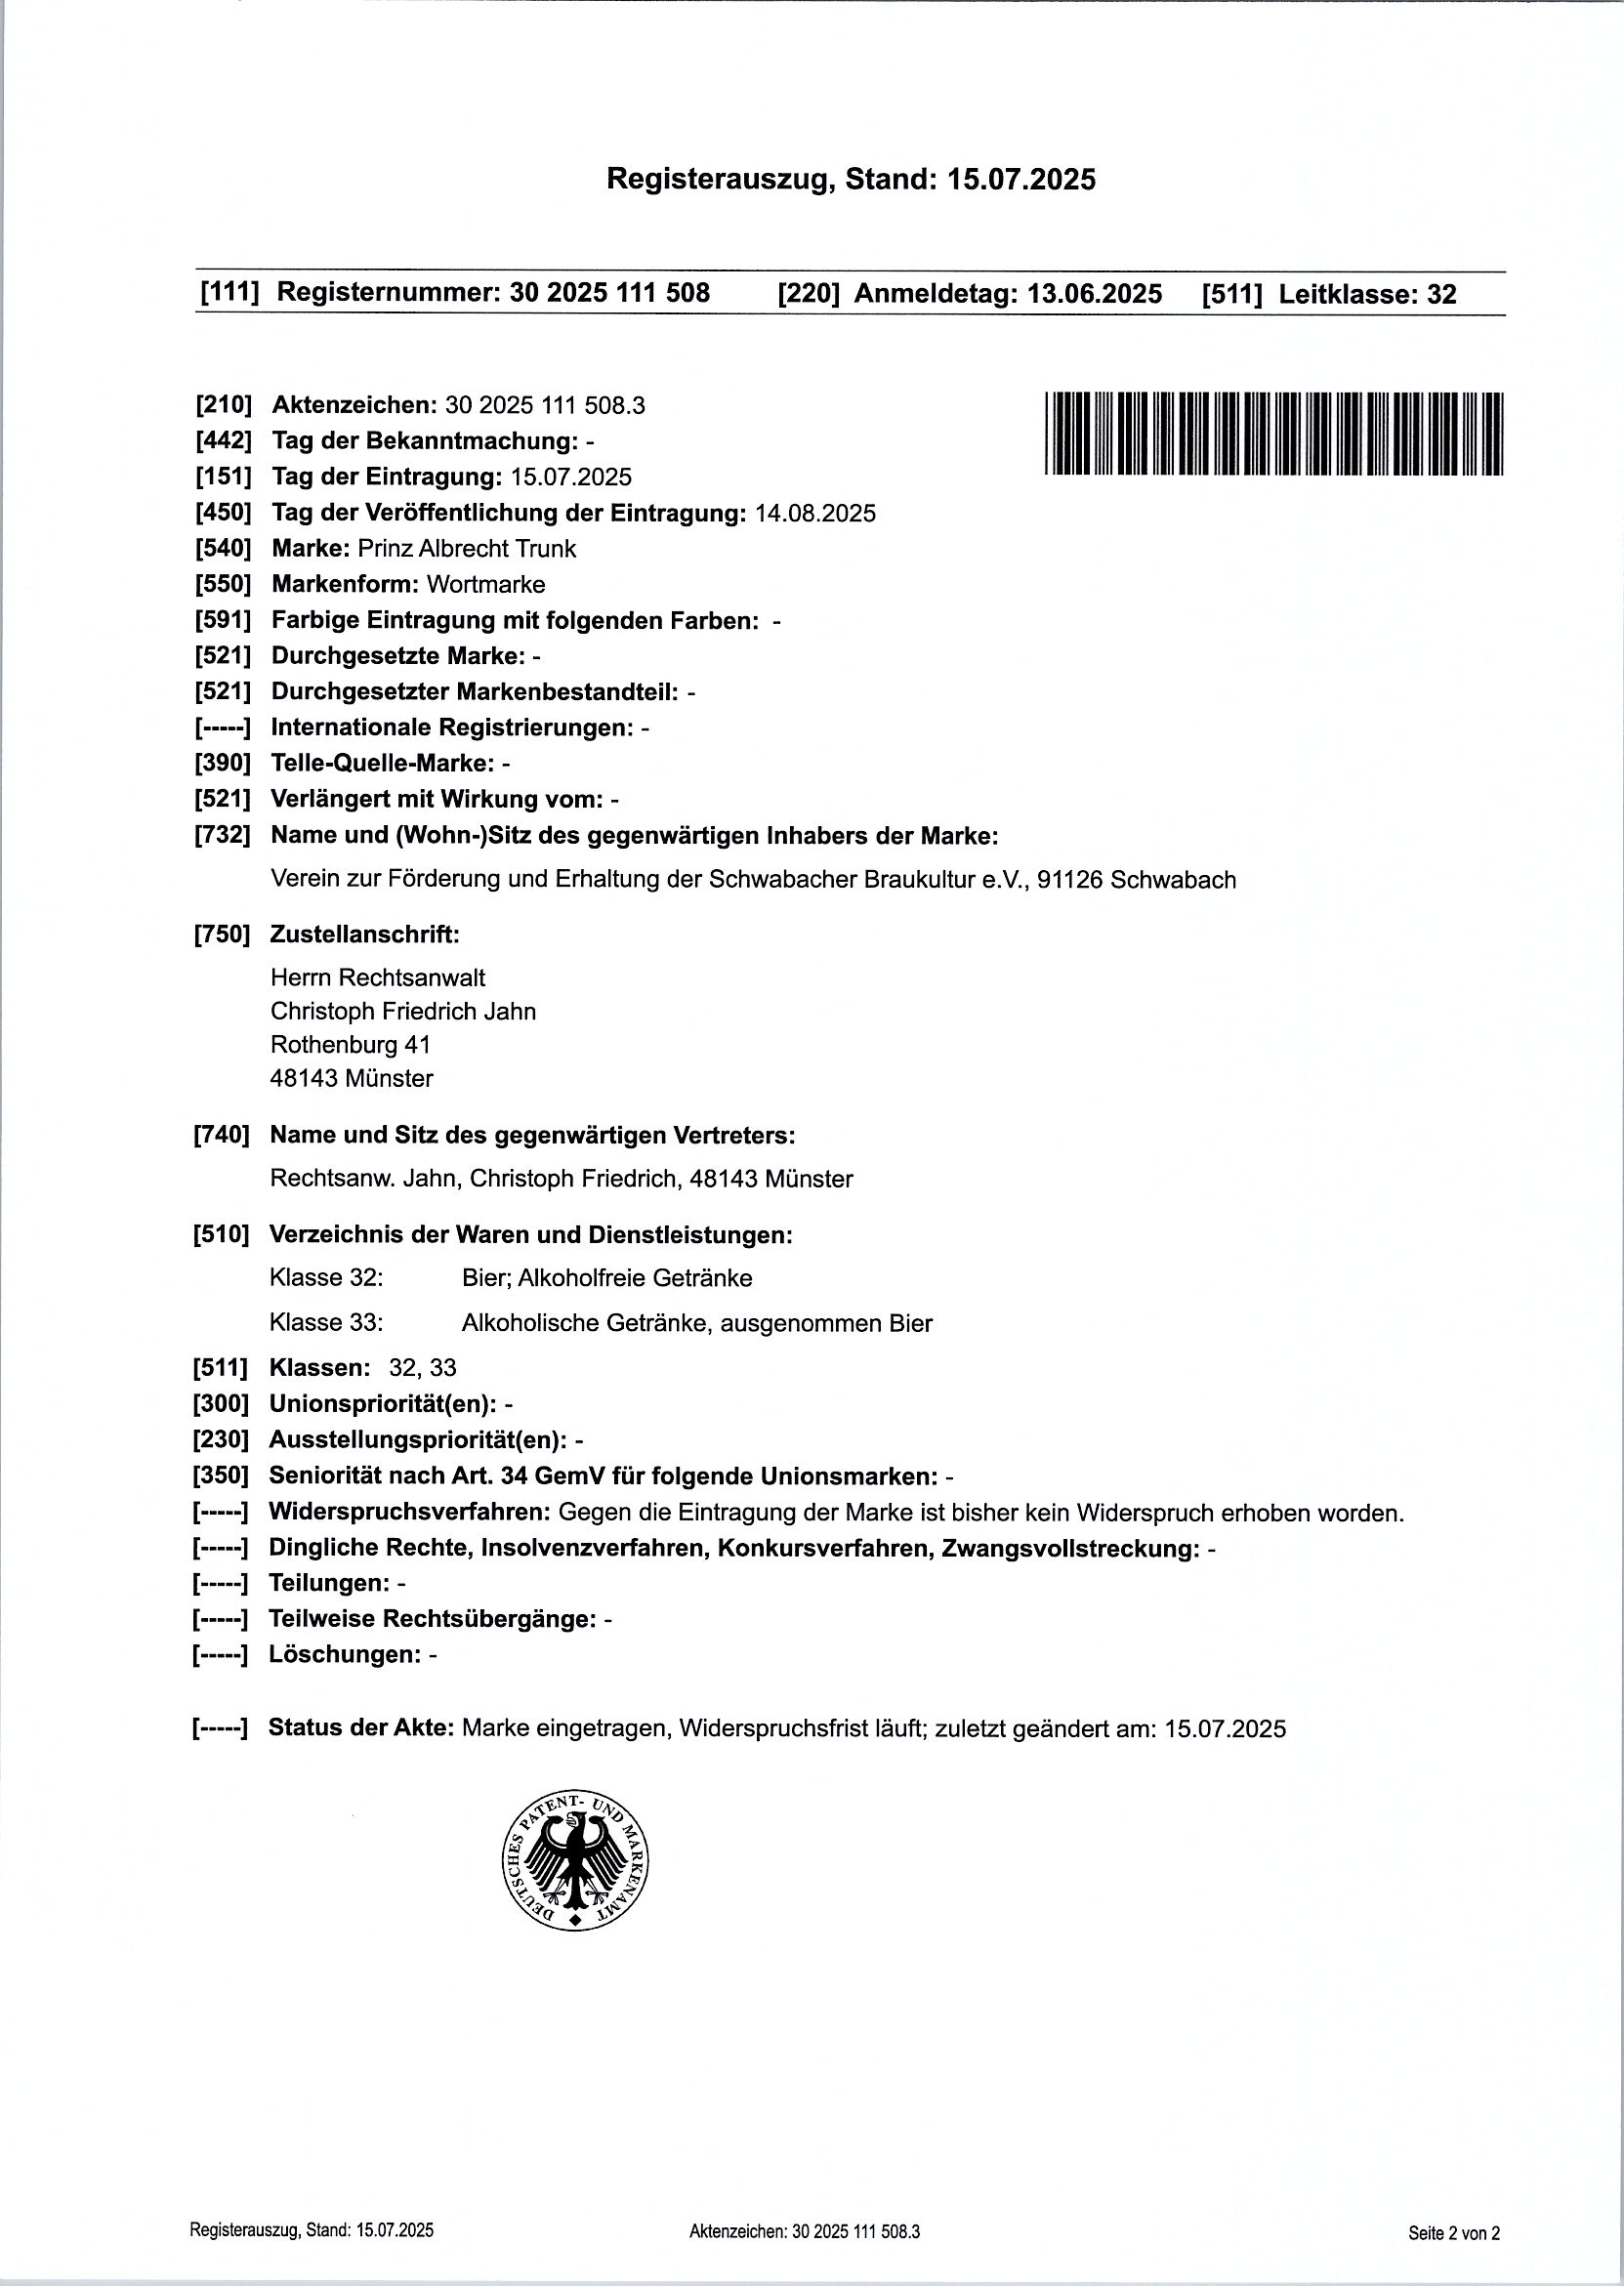 Registerauszug, Stand: 15.07.2025
[111] Registernummer: 30 2025 111 508 [220] Anmeldetag: 13.06.2025 [511] Leitklasse: 32
[210] Aktenzeichen: 30 2025 111 508.3
[442] Tag der Bekanntmachung: -
[151] Tag der Eintragung: 15.07.2025
[450] Tag der Veröffentlichung der Eintragung: 14.08.2025
[540] Marke: Prinz Albrecht Trunk
[550] Markenform: Wortmarke
[591] Farbige Eintragung mit folgenden Farben: -
[521] Durchgesetzte Marke: -
[521] Durchgesetzter Markenbestandteil: -
[-----] Internationale Registrierungen: -
[390] Telle-Quelle-Marke: -
[521] Verlängert mit Wirkung vom: -
[732] Name und (Wohn-)Sitz des gegenwärtigen Inhabers der Marke:
Verein zur Förderung und Erhaltung der Schwabacher Braukultur e.V., 91126 Schwabach
[750] Zustellanschrift:
Herrn Rechtsanwalt
Christoph Friedrich Jahn
Rothenburg 41
48143 Münster
[740] Name und Sitz des gegenwärtigen Vertreters:
Rechtsanw. Jahn, Christoph Friedrich, 48143 Münster
[510] Verzeichnis der Waren und Dienstleistungen:
Klasse 32: Bier; Alkoholfreie Getränke
Klasse 33: Alkoholische Getränke, ausgenommen Bier
[511] Klassen: 32, 33
[300] Unionspriorität(en): -
[230] Ausstellungspriorität(en): -
[350] Seniorität nach Art. 34 GemV für folgende Unionsmarken: -
[-----] Widerspruchsverfahren: Gegen die Eintragung der Marke ist bisher kein Widerspruch erhoben worden.
[-----] Dingliche Rechte, Insolvenzverfahren, Konkursverfahren, Zwangsvollstreckung: -
[-----] Teilungen: -
[-----] Teilweise Rechtsübergänge: -
[-----] Löschungen: -
[-----] Status der Akte: Marke eingetragen, Widerspruchsfrist läuft; zuletzt geändert am: 15.07.2025
DEUTSCHES PATENT- UND MARKENAMT
Registerauszug, Stand: 15.07.2025 Aktenzeichen: 30 2025 111 508.3 Seite 2 von 2